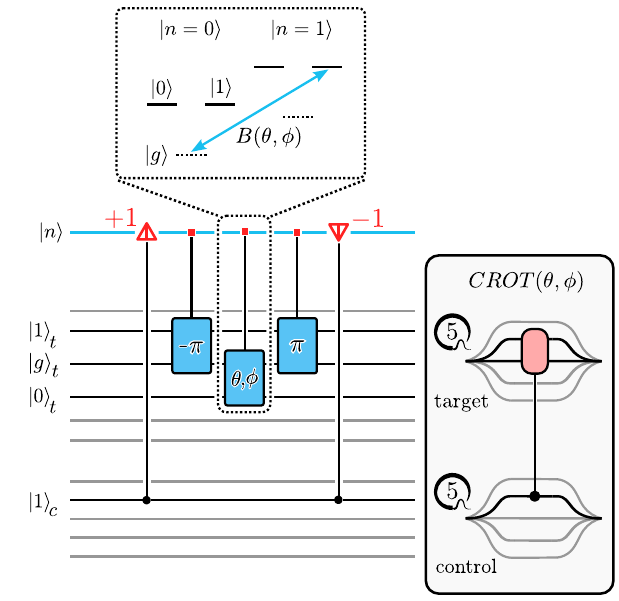 |n = 0⟩ |n = 1⟩
|0⟩ |1⟩
B(θ, ϕ)
|g⟩
+1 −1
|n⟩
|1⟩t
-π π
|g⟩t
θ,ϕ
|0⟩t
|1⟩c
CROT(θ, ϕ)
5
target
5
control